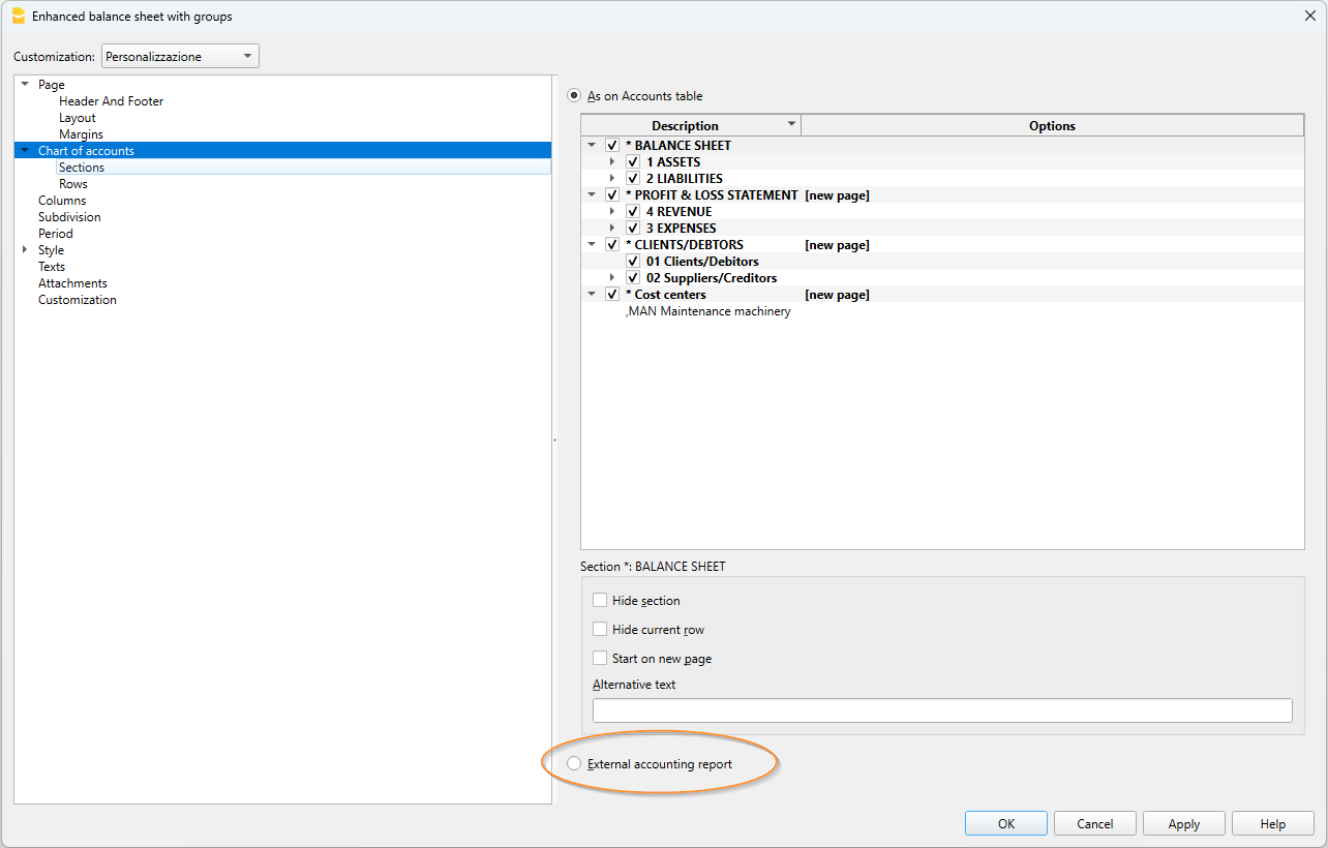 Enhanced balance sheet with groups
Customization: Personalizzazione
Page
Header And Footer
Layout
Margins
Chart of accounts
Sections
Rows
Columns
Subdivision
Period
Style
Texts
Attachments
Customization
As on Accounts table
Description Options
* BALANCE SHEET
1 ASSETS
2 LIABILITIES
* PROFIT & LOSS STATEMENT [new page]
4 REVENUE
3 EXPENSES
* CLIENTS/DEBTORS [new page]
01 Clients/Debitors
02 Suppliers/Creditors
* Cost centers [new page]
,MAN Maintenance machinery
Section *: BALANCE SHEET
Hide section
Hide current row
Start on new page
Alternative text
External accounting report
OK Cancel Apply Help